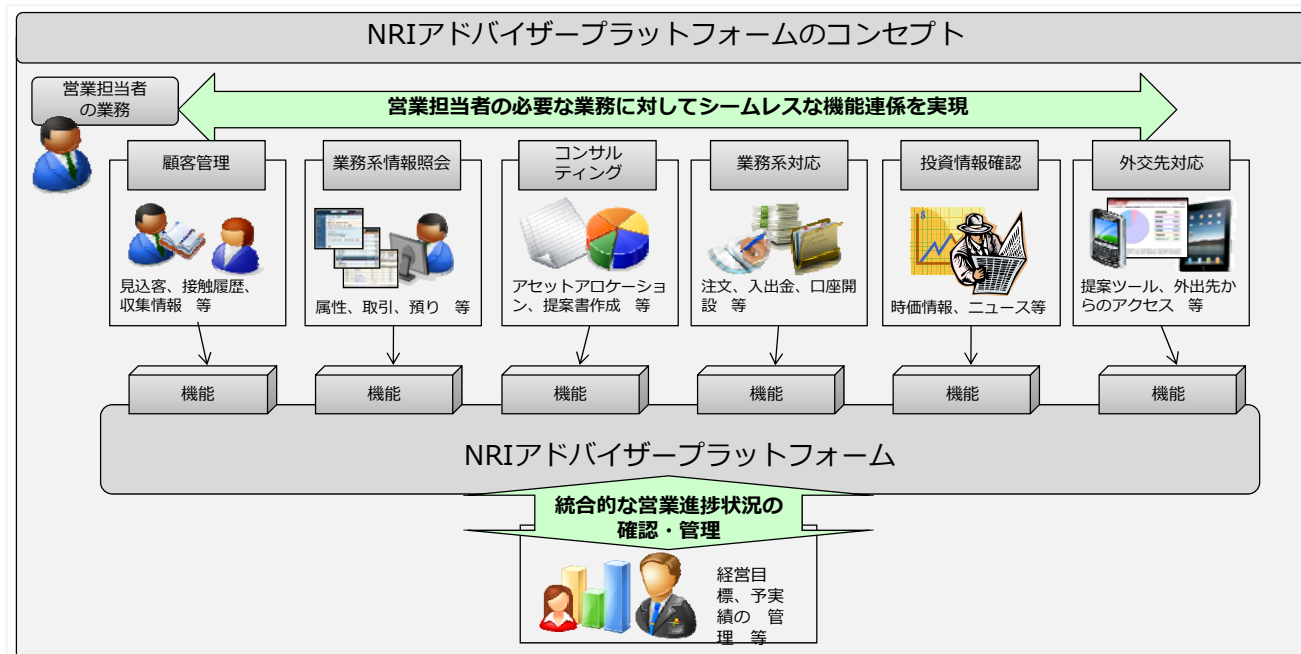 NRIアドバイザープラットフォームのコンセプト
営業担当者
の業務
営業担当者の必要な業務に対してシームレスな機能連係を実現
顧客管理
業務系情報照会
コンサル
ティング
業務系対応
投資情報確認
外交先対応
見込客、接触履歴、
収集情報　等
属性、取引、預り　等
アセットアロケーショ
ン、提案書作成　等
注文、入出金、口座開
設　等
時価情報、ニュース等
提案ツール、外出先か
らのアクセス　等
機能
機能
機能
機能
機能
機能
NRIアドバイザープラットフォーム
統合的な営業進捗状況の
確認・管理
経営目
標、予実
績の　管
理　等